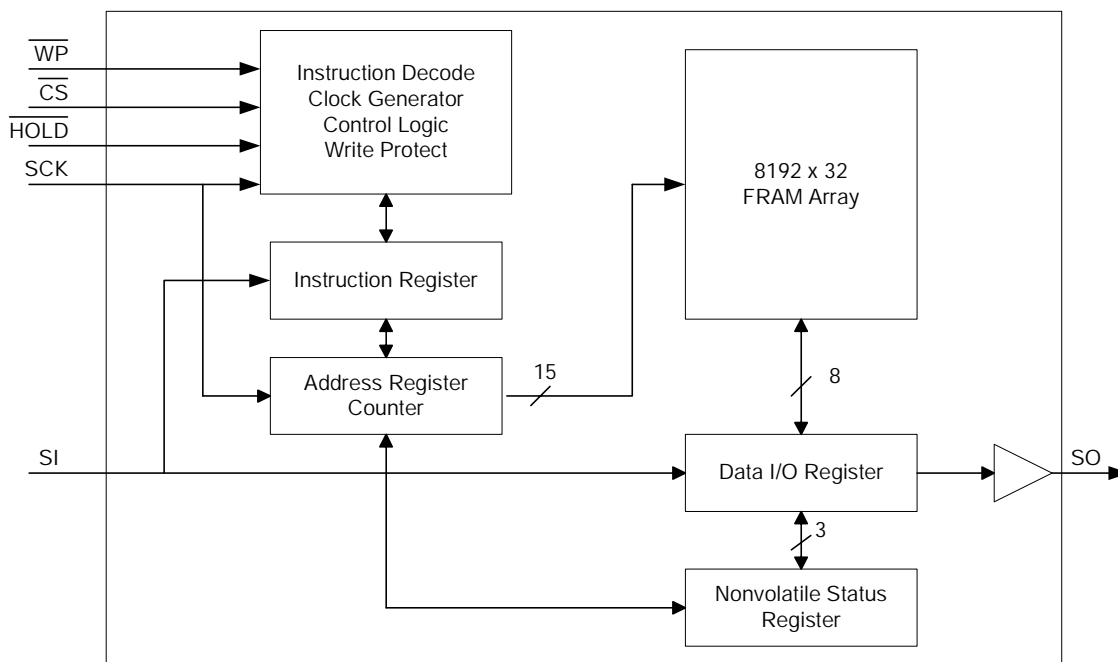 WP
CS
HOLD
SCK
Instruction Decode
Clock Generator
Control Logic
Write Protect
8192 x 32
FRAM Array
Instruction Register
Address Register
Counter
15
8
SI
Data I/O Register
SO
3
Nonvolatile Status
Register